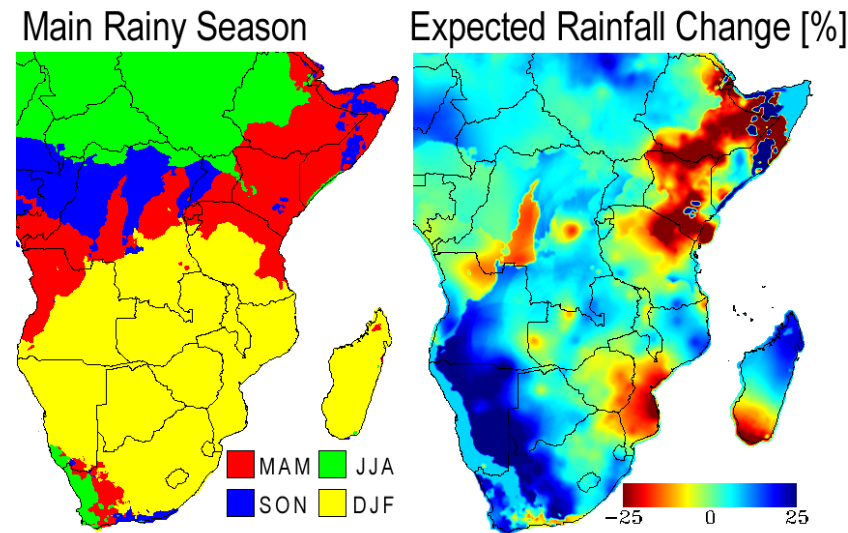 Main Rainy Season
Expected Rainfall Change [%]
MAM
JJA
SON
DJF
-25
0
25